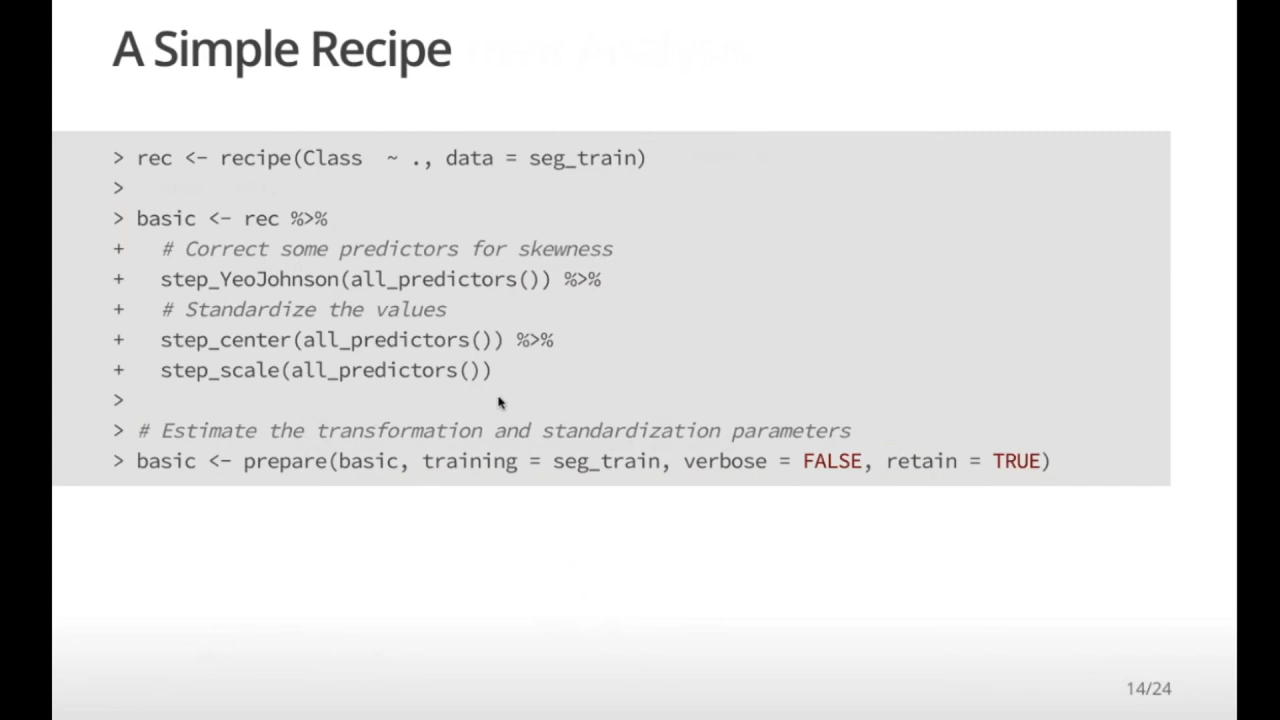 A Simple Recipe
> rec <- recipe(Class  ~ ., data = seg_train)
>
> basic <- rec %>%
+   # Correct some predictors for skewness
+   step_YeoJohnson(all_predictors()) %>%
+   # Standardize the values
+   step_center(all_predictors()) %>%
+   step_scale(all_predictors())
>
> # Estimate the transformation and standardization parameters
> basic <- prepare(basic, training = seg_train, verbose = FALSE, retain = TRUE)
14/24